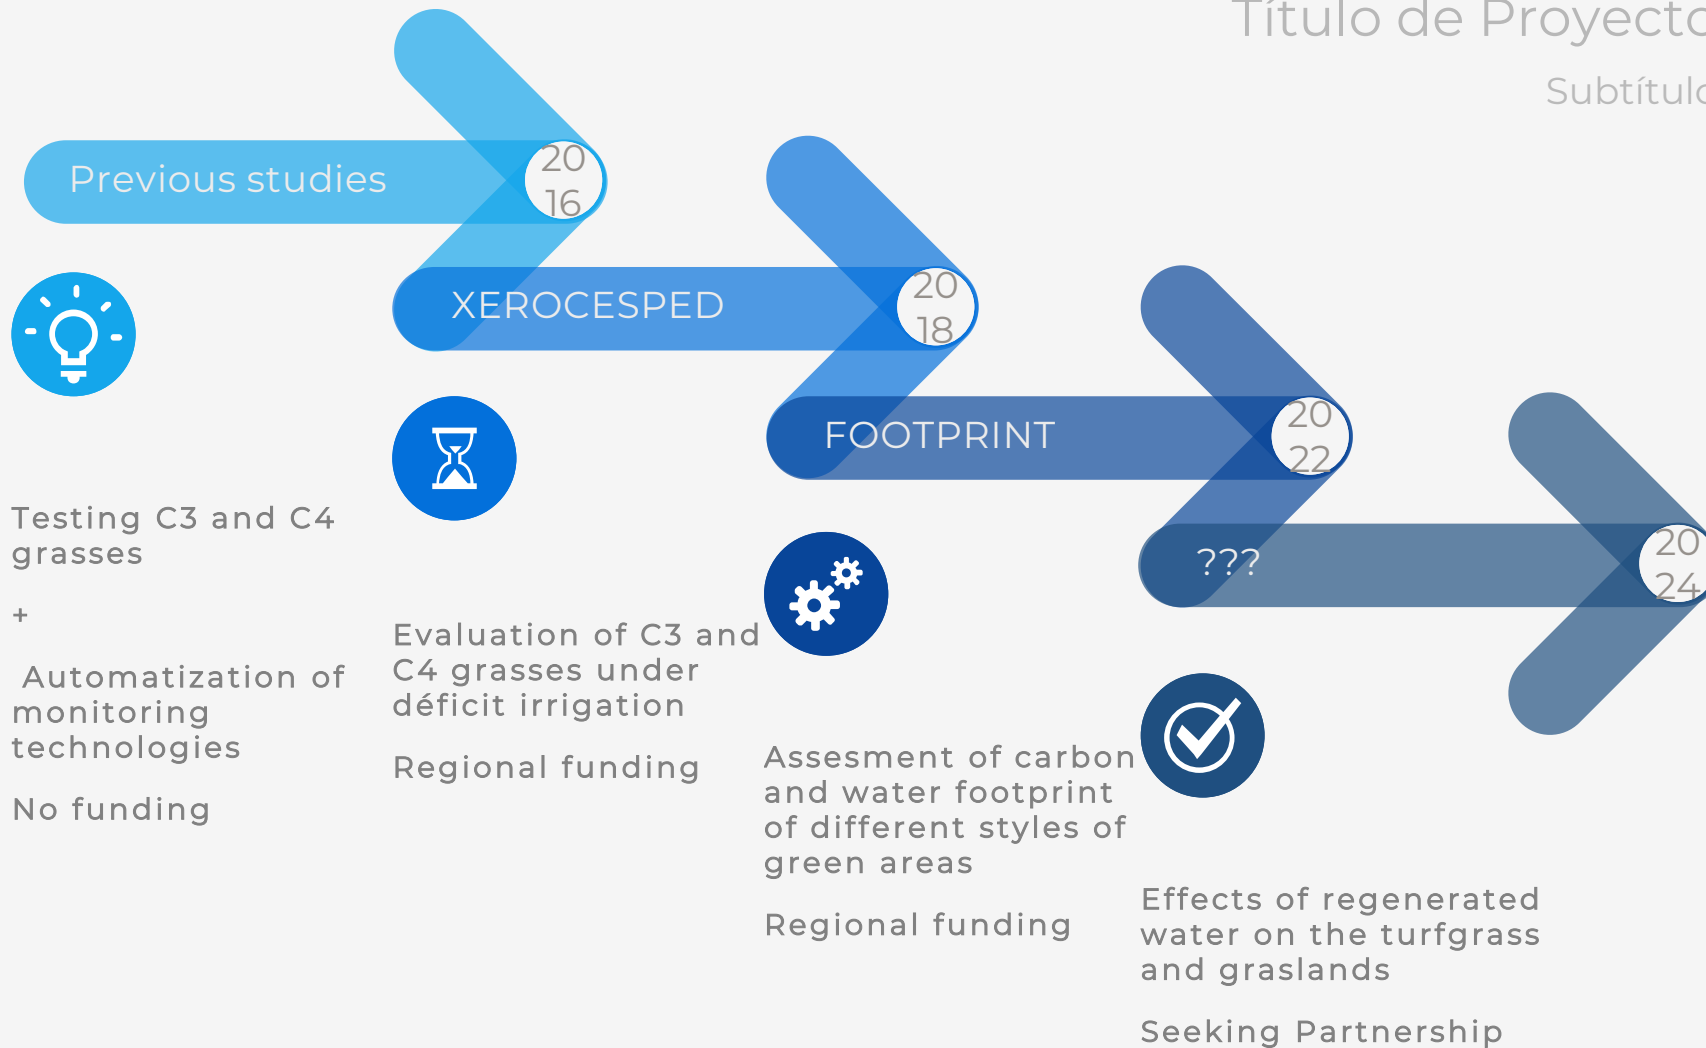 Título de Proyecto
Subtítulo
Previous studies
20
16
XEROCESPED
20
18
FOOTPRINT
20
22
???
20
24
Testing C3 and C4
grasses
+
Automatization of
monitoring
technologies
No funding
Evaluation of C3 and
C4 grasses under
déficit irrigation
Regional funding
Assesment of carbon
and water footprint
of different styles of
green areas
Regional funding
Effects of regenerated
water on the turfgrass
and graslands
Seeking Partnership